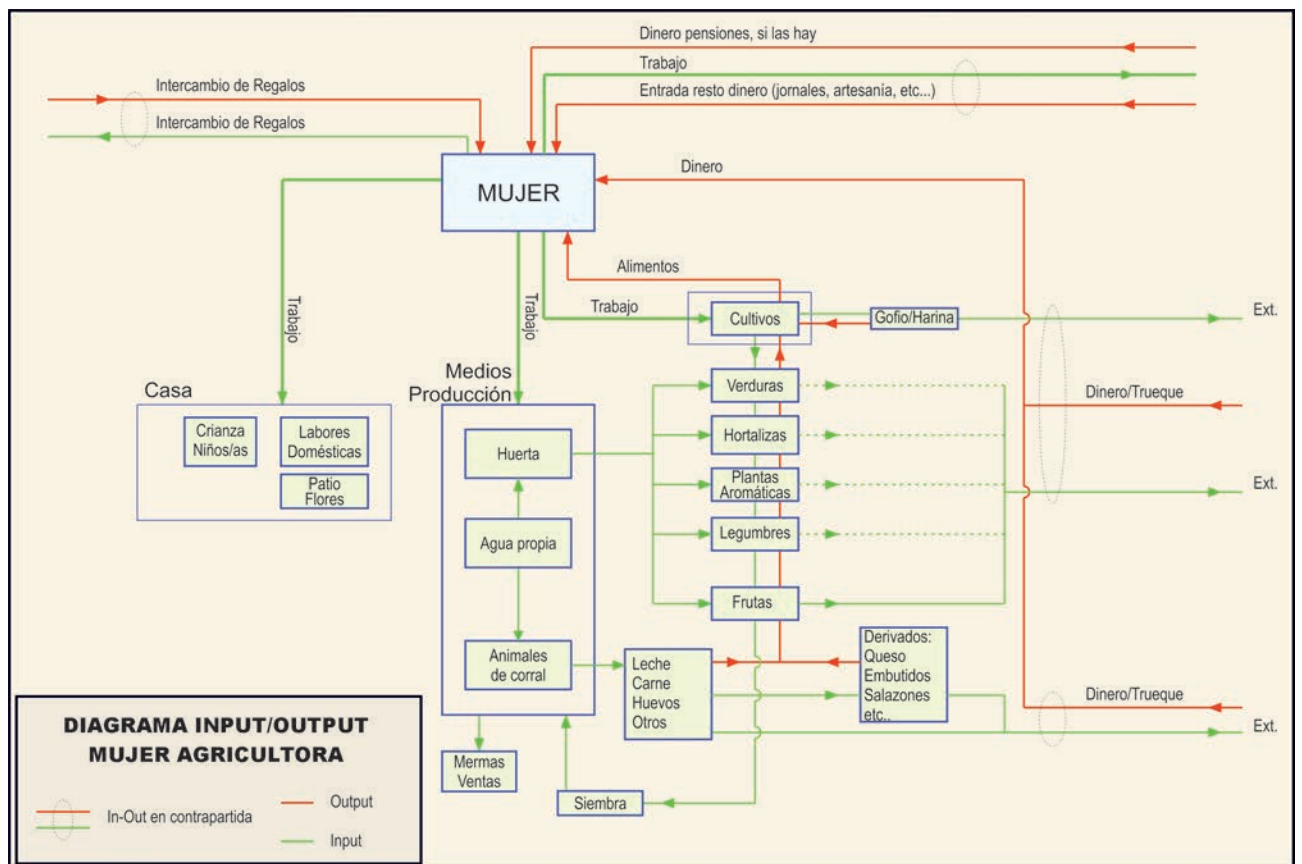 Dinero pensiones, si las hay
Trabajo
Entrada resto dinero (jornales, artesanía, etc...)
Intercambio de Regalos
Intercambio de Regalos
MUJER
Dinero
Alimentos
Trabajo
Trabajo
Trabajo
Cultivos
Gofio/Harina
Ext.
Casa
Crianza
Niños/as
Labores
Domésticas
Patio
Flores
Medios
Producción
Huerta
Agua propia
Animales
de corral
Verduras
Hortalizas
Plantas
Aromáticas
Legumbres
Frutas
Dinero/Trueque
Ext.
Leche
Carne
Huevos
Otros
Derivados:
Queso
Embutidos
Salazones
etc..
Dinero/Trueque
Ext.
Mermas
Ventas
Siembra
DIAGRAMA INPUT/OUTPUT
MUJER AGRICULTORA
In-Out en contrapartida
Output
Input